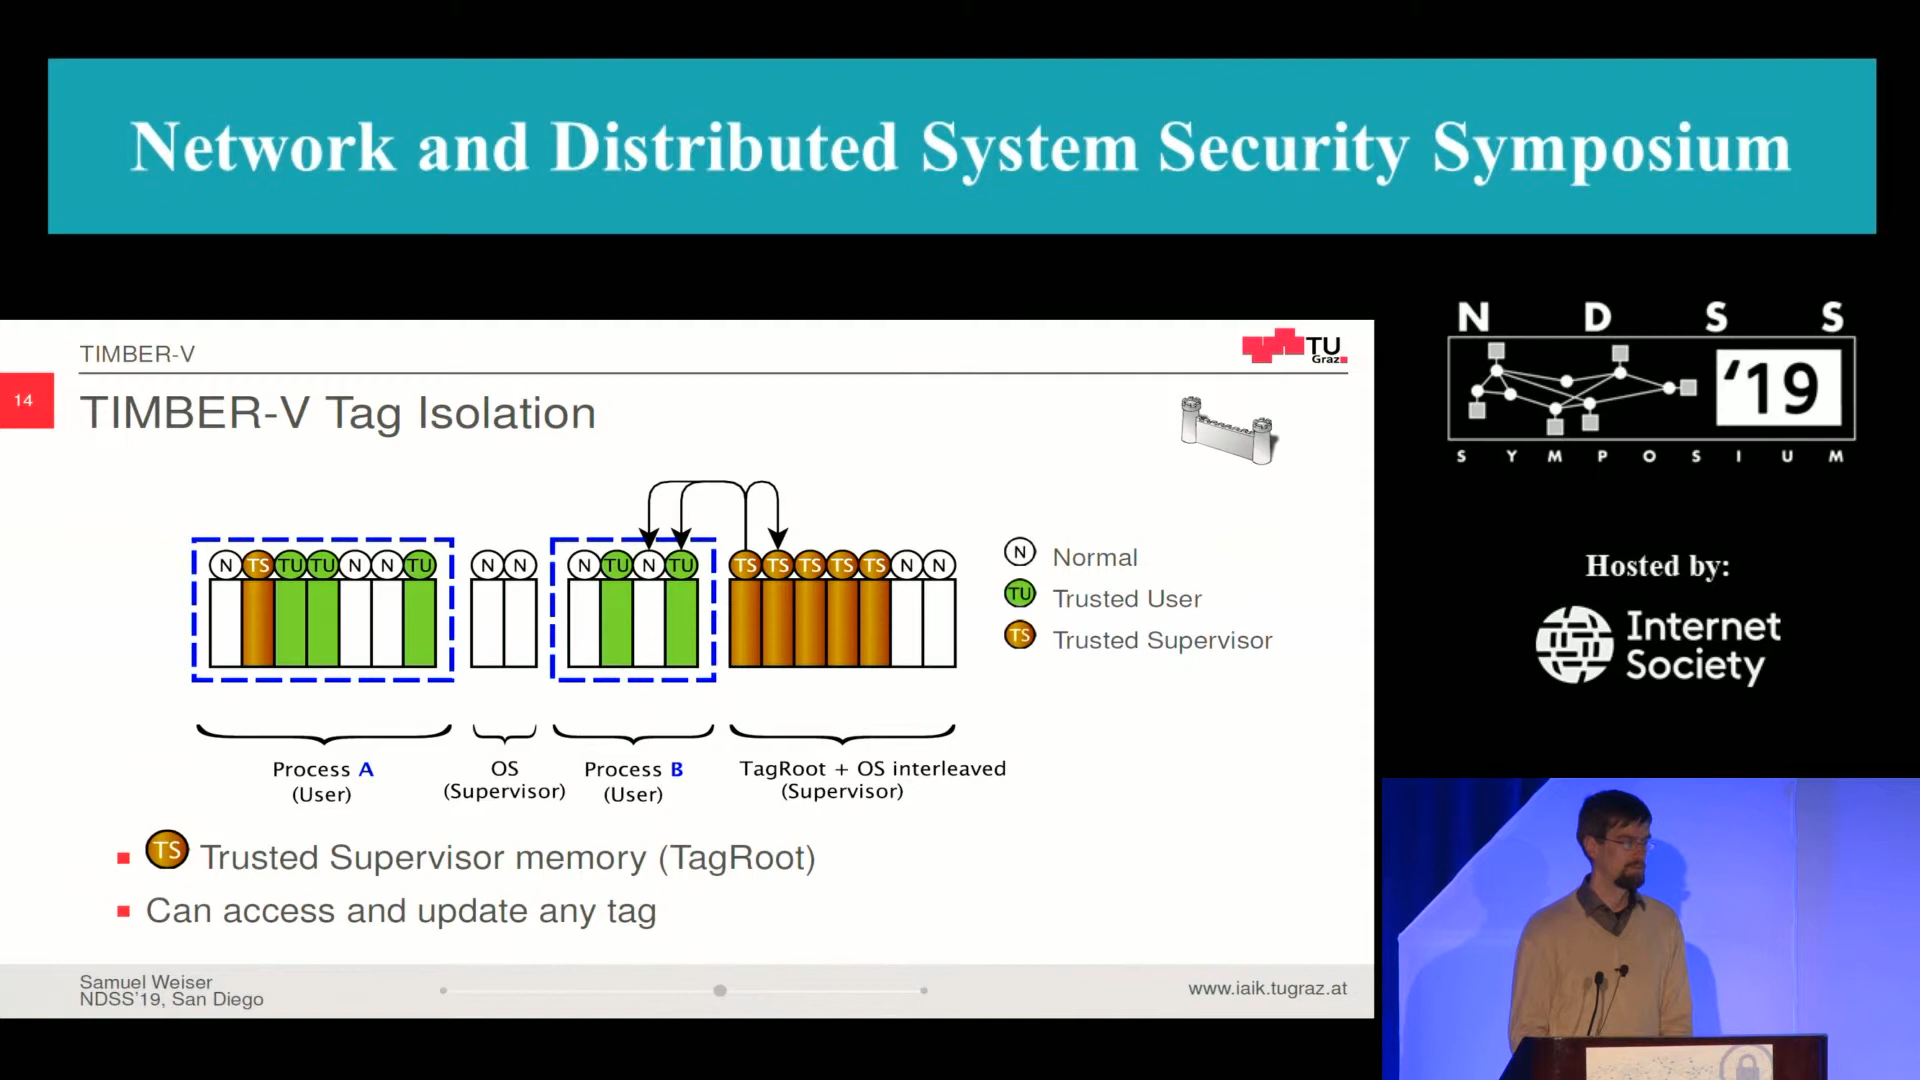 Network and Distributed System Security Symposium
N D S S
'19
S Y M P O S I U M
Hosted by:
Internet
Society
TIMBER-V
TU
Graz
14
TIMBER-V Tag Isolation
N TS TU TU N N TU N N N TU N TU TS TS TS TS TS N N
N Normal
TU Trusted User
TS Trusted Supervisor
Process A
(User)
OS
(Supervisor)
Process B
(User)
TagRoot + OS interleaved
(Supervisor)
TS Trusted Supervisor memory (TagRoot)
Can access and update any tag
Samuel Weiser
NDSS'19, San Diego
www.iaik.tugraz.at